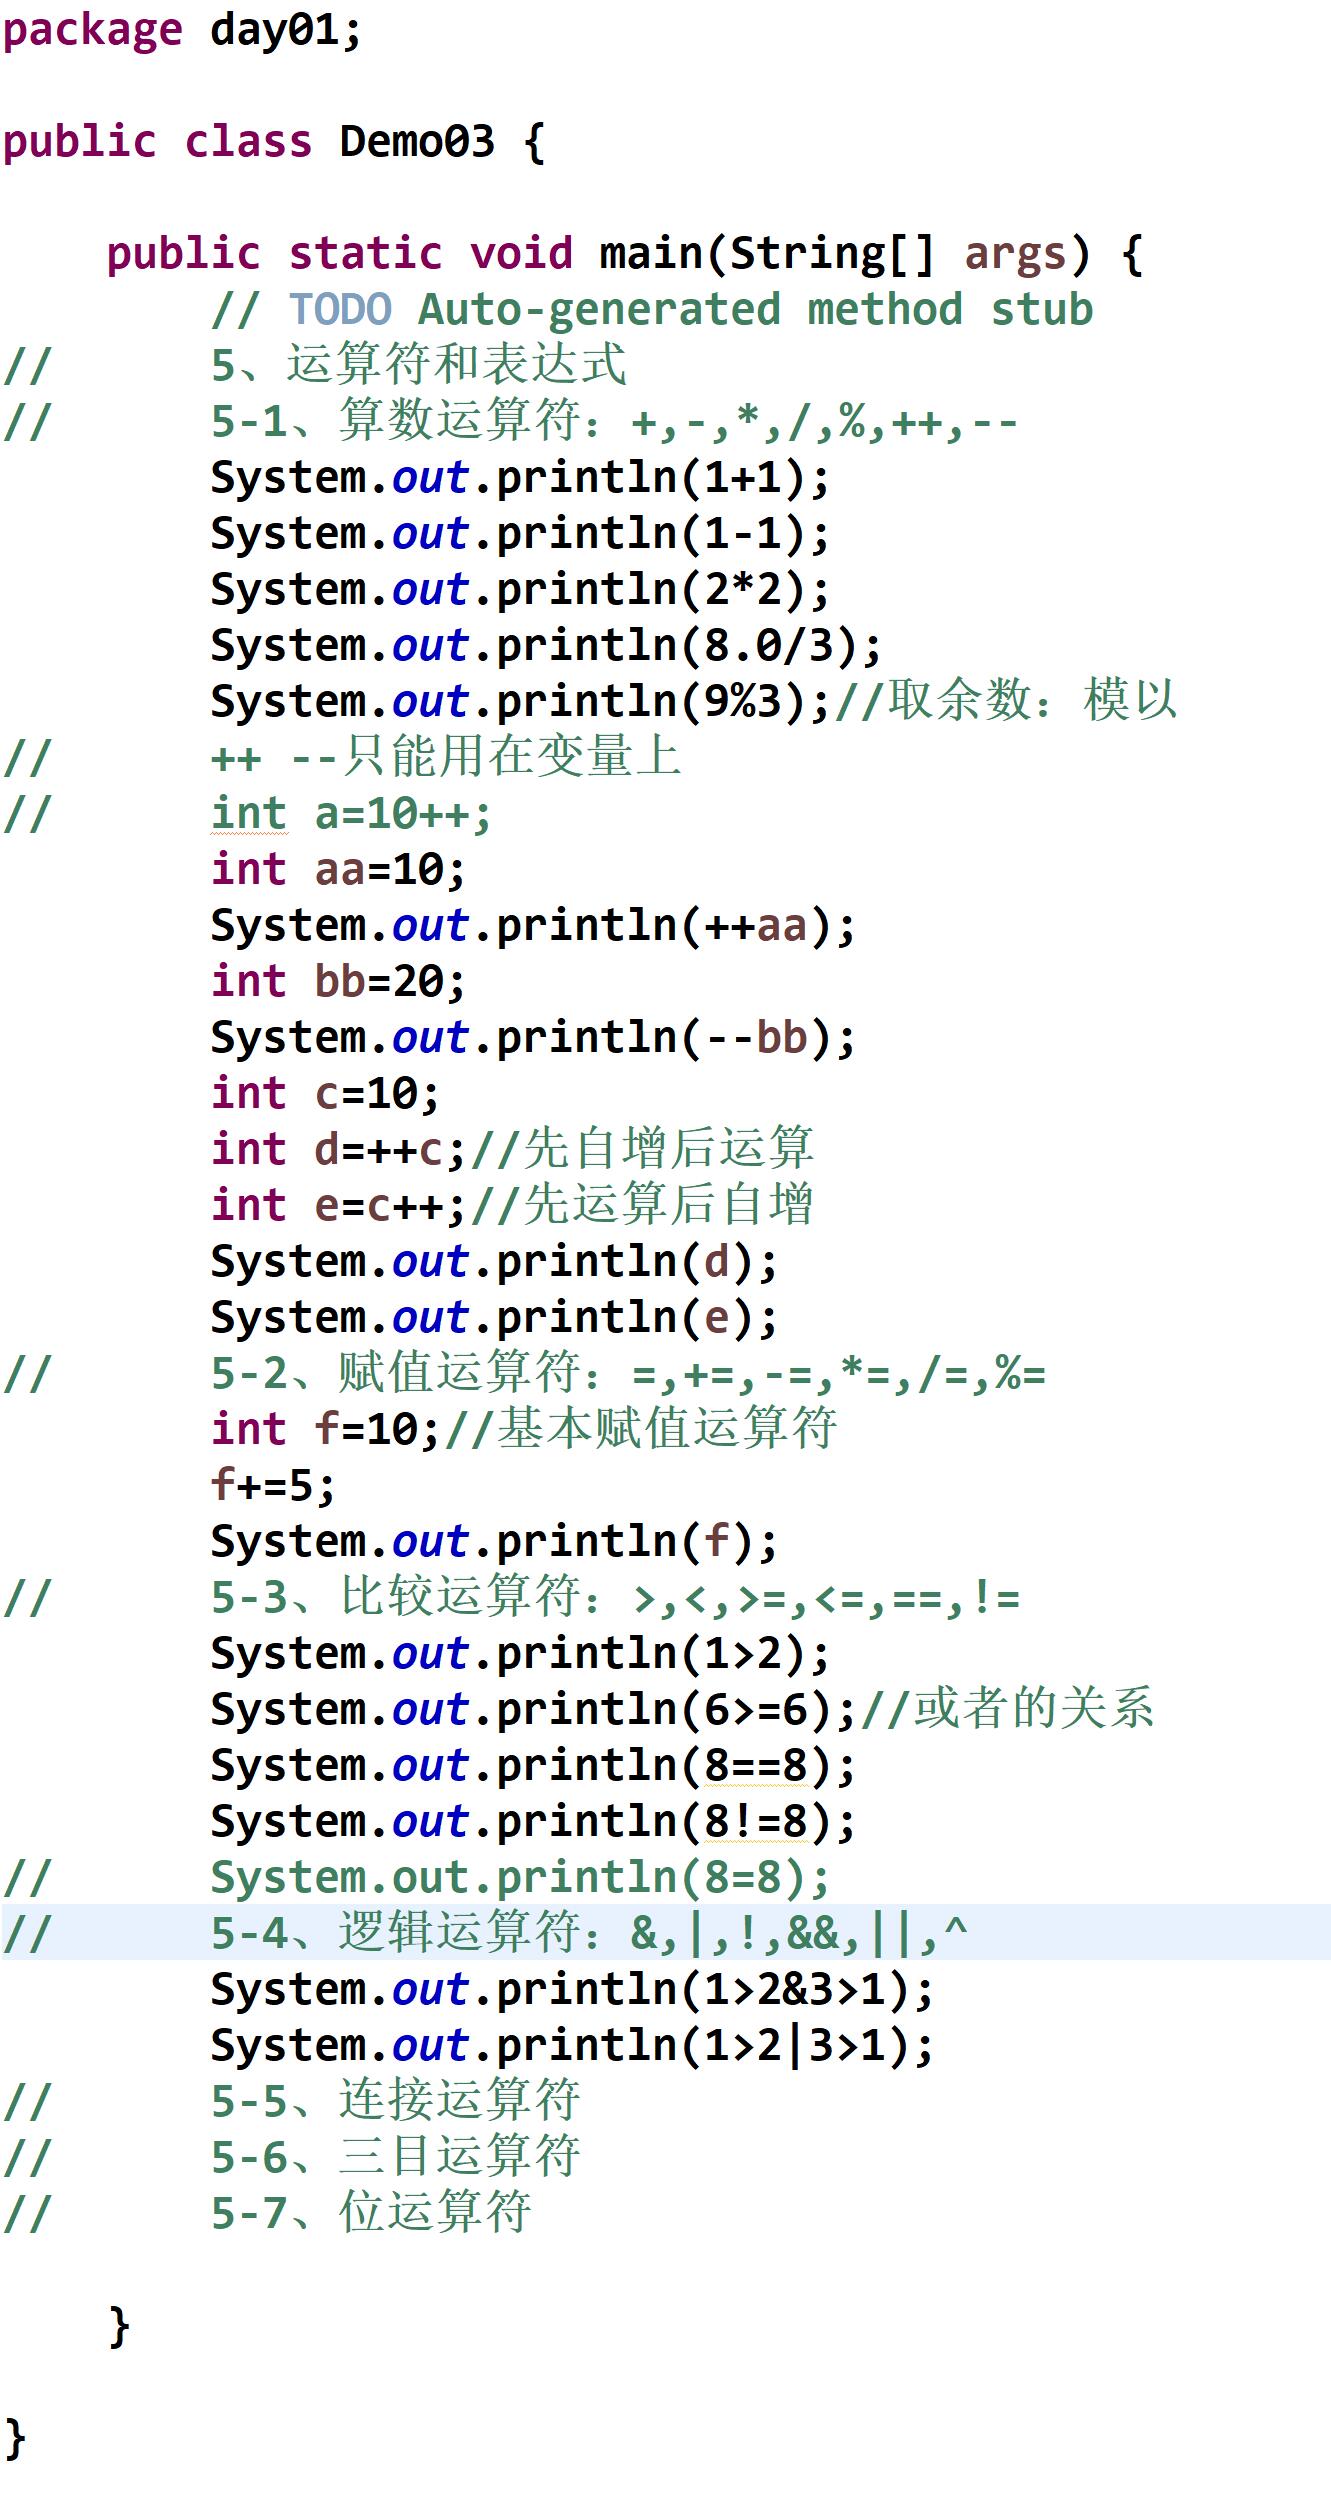 package day01;
public class Demo03 {
public static void main(String[] args) {
// TODO Auto-generated method stub
// 5、运算符和表达式
// 5-1、算数运算符：+,-,*,/,%,++,--
System.out.println(1+1);
System.out.println(1-1);
System.out.println(2*2);
System.out.println(8.0/3);
System.out.println(9%3);//取余数：模以
// ++ --只能用在变量上
// int a=10++;
int aa=10;
System.out.println(++aa);
int bb=20;
System.out.println(--bb);
int c=10;
int d=++c;//先自增后运算
int e=c++;//先运算后自增
System.out.println(d);
System.out.println(e);
// 5-2、赋值运算符：=,+=,-=,*=,/=,%=
int f=10;//基本赋值运算符
f+=5;
System.out.println(f);
// 5-3、比较运算符：>,<,>=,<=,==,!=
System.out.println(1>2);
System.out.println(6>=6);//或者的关系
System.out.println(8==8);
System.out.println(8!=8);
// System.out.println(8=8);
// 5-4、逻辑运算符：&,|,!,&&,||,^
System.out.println(1>2&3>1);
System.out.println(1>2|3>1);
// 5-5、连接运算符
// 5-6、三目运算符
// 5-7、位运算符
}
}